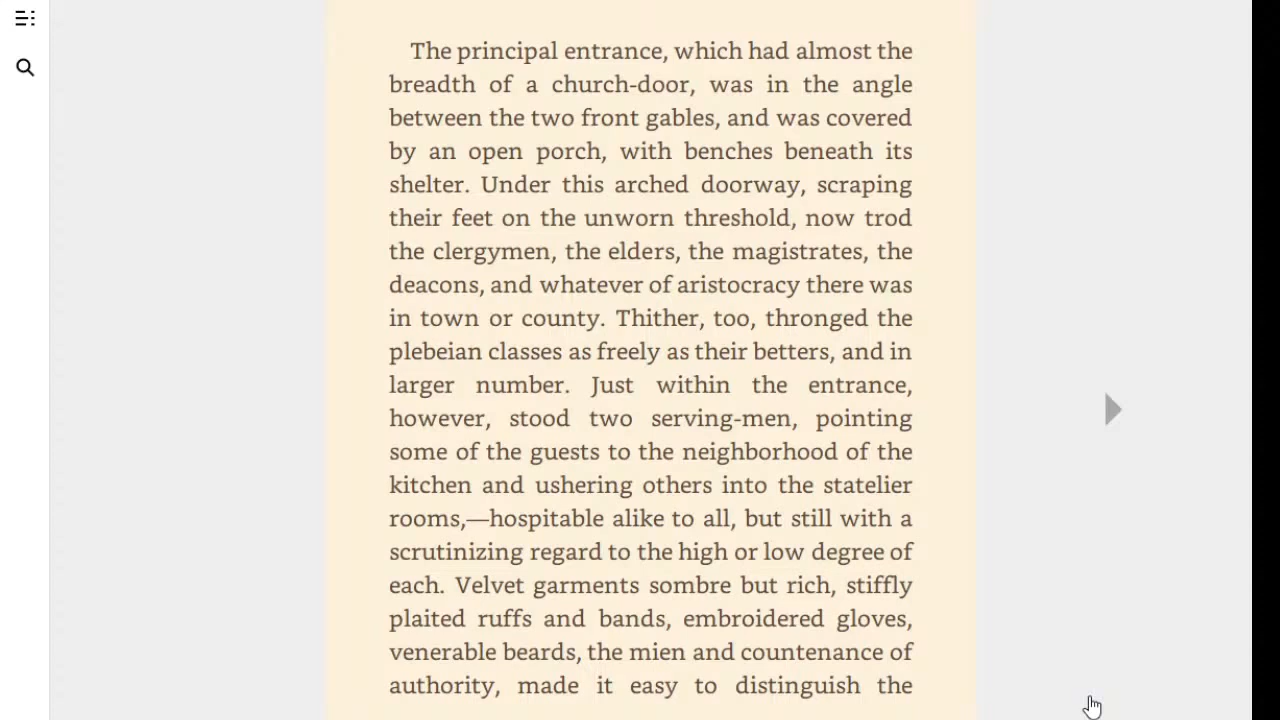 The principal entrance, which had almost the
breadth of a church-door, was in the angle
between the two front gables, and was covered
by an open porch, with benches beneath its
shelter. Under this arched doorway, scraping
their feet on the unworn threshold, now trod
the clergymen, the elders, the magistrates, the
deacons, and whatever of aristocracy there was
in town or county. Thither, too, thronged the
plebeian classes as freely as their betters, and in
larger number. Just within the entrance,
however, stood two serving-men, pointing
some of the guests to the neighborhood of the
kitchen and ushering others into the statelier
rooms,—hospitable alike to all, but still with a
scrutinizing regard to the high or low degree of
each. Velvet garments sombre but rich, stiffly
plaited ruffs and bands, embroidered gloves,
venerable beards, the mien and countenance of
authority, made it easy to distinguish the